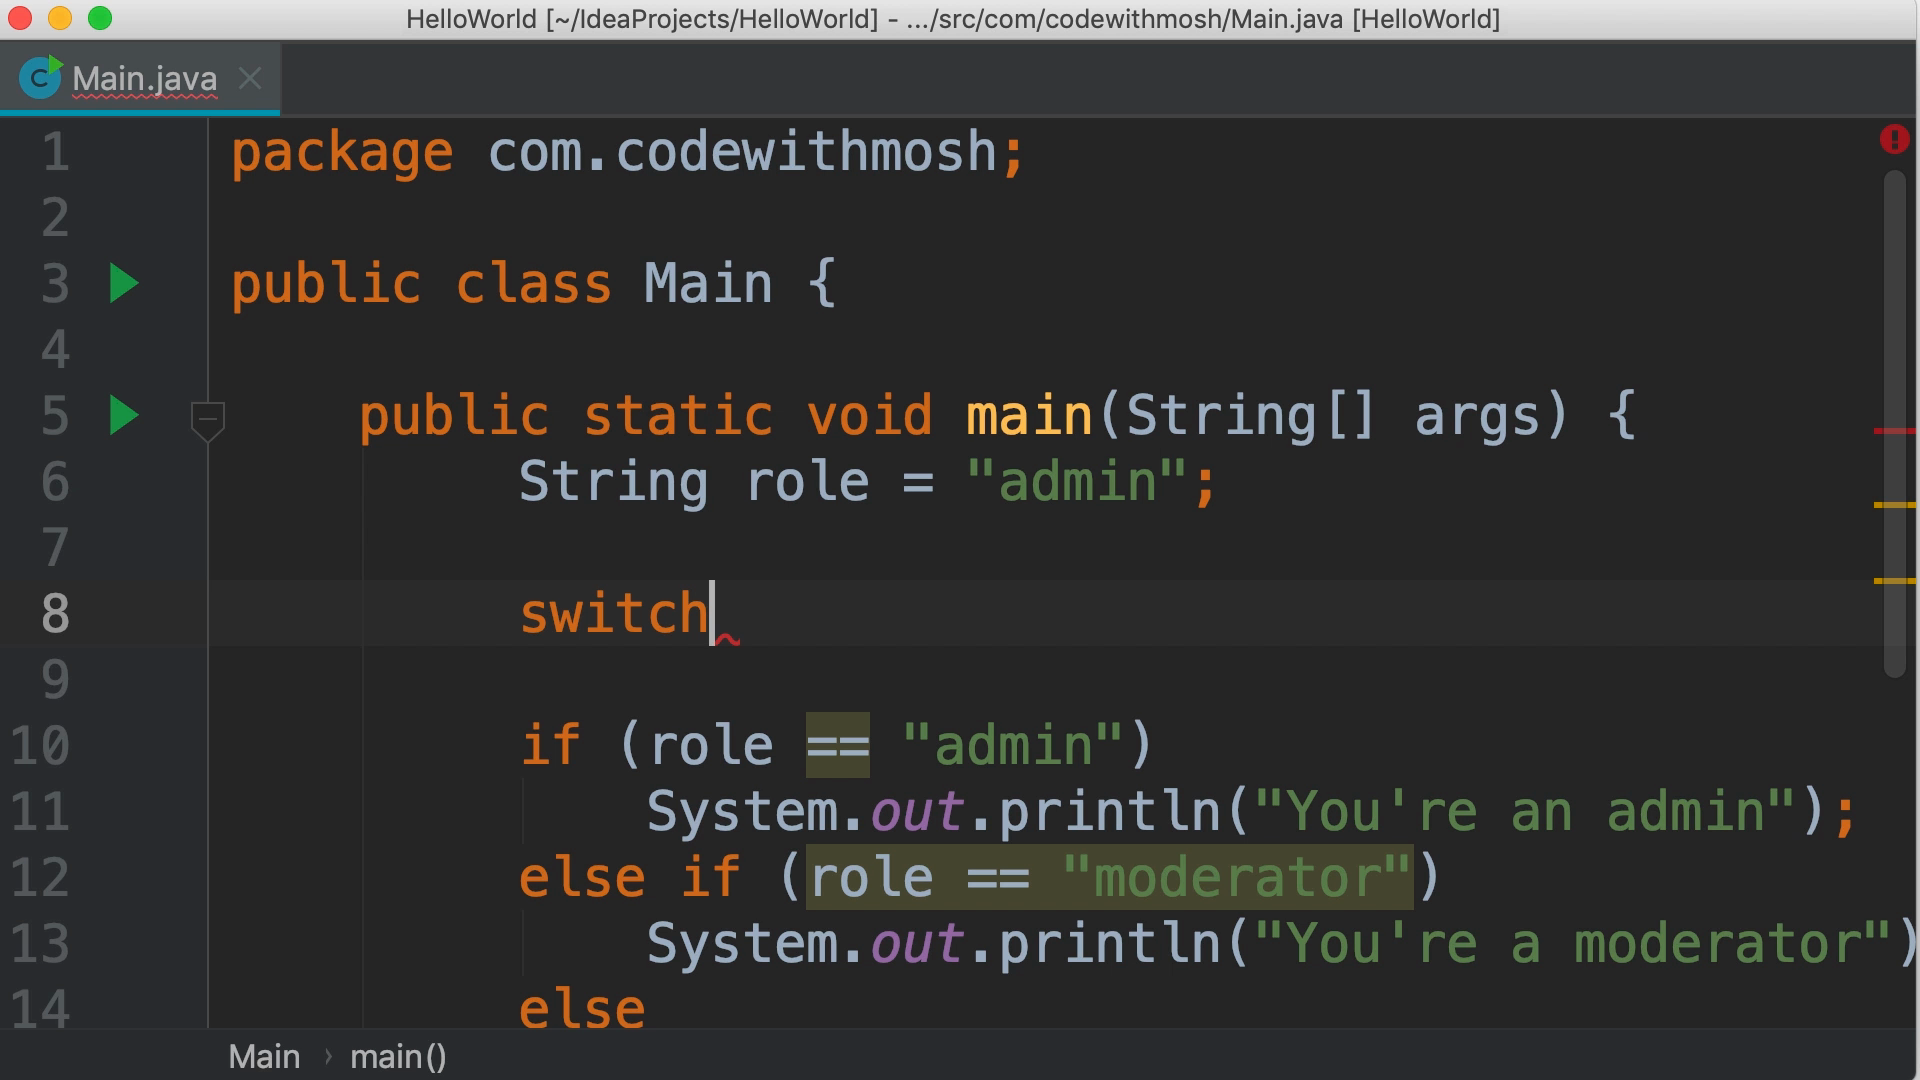 HelloWorld [~/IdeaProjects/HelloWorld] - .../src/com/codewithmosh/Main.java [HelloWorld]
C Main.java
1 package com.codewithmosh;
2
3 public class Main {
4
5 public static void main(String[] args) {
6 String role = "admin";
7
8 switch
9
10 if (role == "admin")
11 System.out.println("You're an admin");
12 else if (role == "moderator")
13 System.out.println("You're a moderator")
14 else
Main › main()